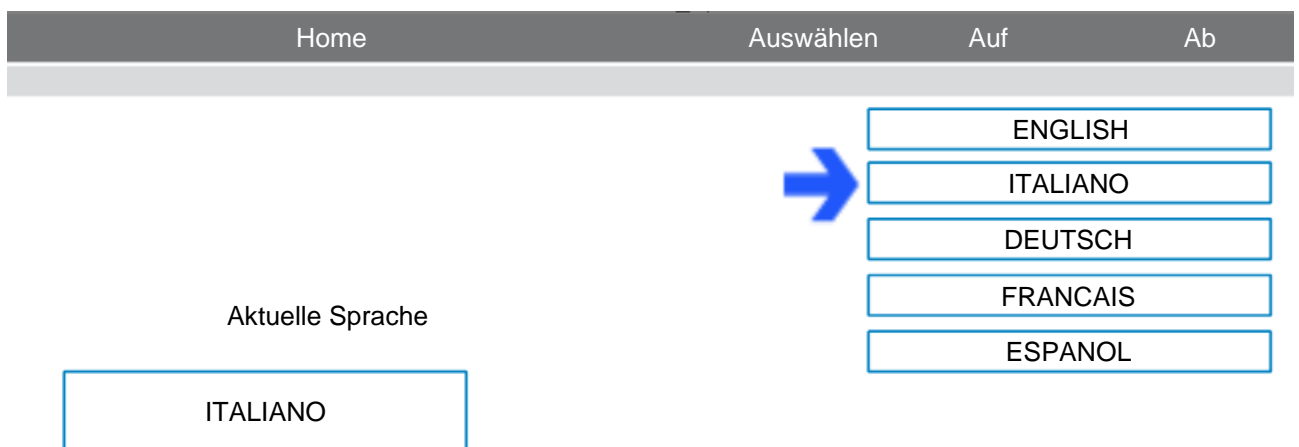 Home Auswählen Auf Ab
ENGLISH
ITALIANO
DEUTSCH
FRANCAIS
Aktuelle Sprache
ESPANOL
ITALIANO